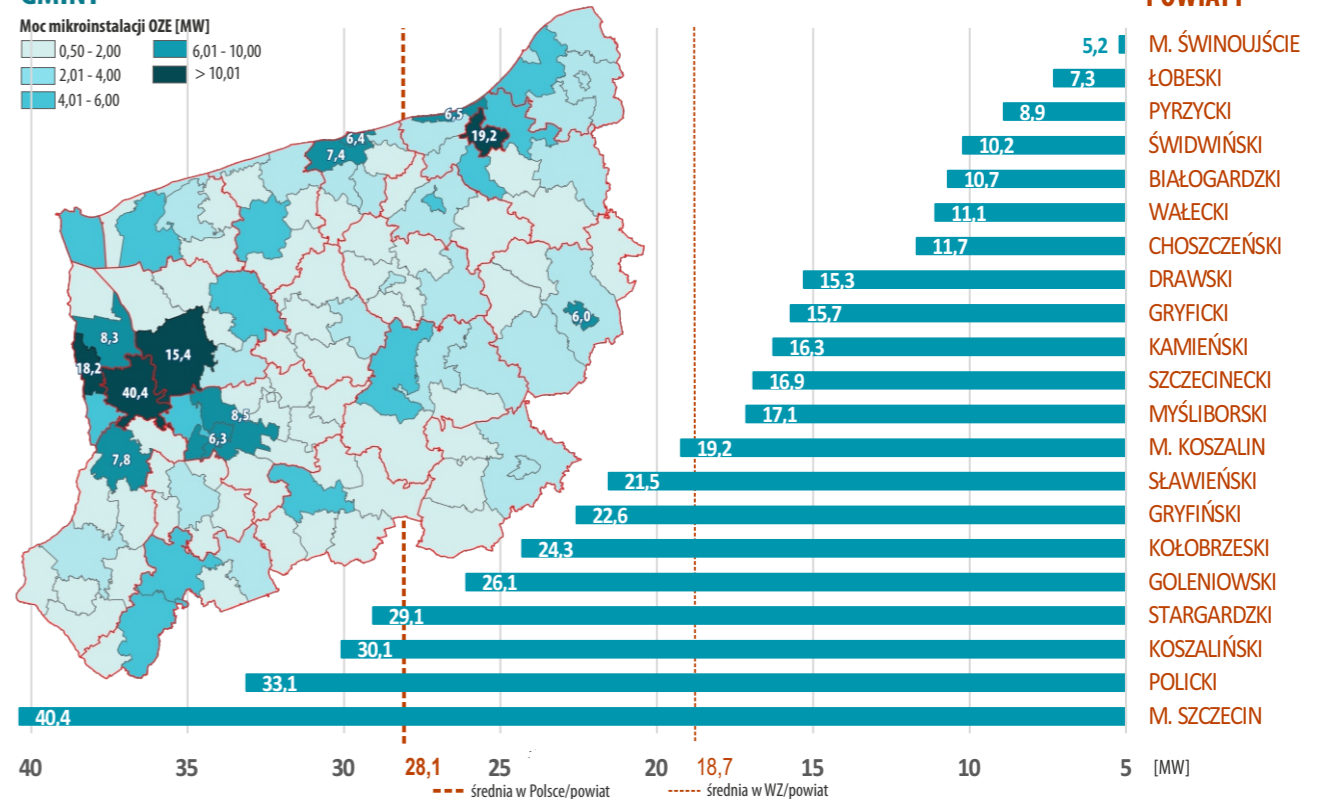 GMINY
POWIATY
Moc mikroinstalacji OZE [MW]
0,50 - 2,00
6,01 - 10,00
2,01 - 4,00
> 10,01
4,01 - 6,00
6,5
19,2
6,4
7,4
6,0
8,3
15,4
18,2
40,4
8,5
6,3
7,8
5,2 M. ŚWINOUJŚCIE
7,3 ŁOBESKI
8,9 PYRZYCKI
10,2 ŚWIDWIŃSKI
10,7 BIAŁOGARDZKI
11,1 WAŁECKI
11,7 CHOSZCZEŃSKI
15,3 DRAWSKI
15,7 GRYFICKI
16,3 KAMIEŃSKI
16,9 SZCZECINECKI
17,1 MYŚLIBORSKI
19,2 M. KOSZALIN
21,5 SŁAWIEŃSKI
22,6 GRYFIŃSKI
24,3 KOŁOBRZESKI
26,1 GOLENIOWSKI
29,1 STARGARDZKI
30,1 KOSZALIŃSKI
33,1 POLICKI
40,4 M. SZCZECIN
40 35 30 28,1 25 20 18,7 15 10 5 [MW]
średnia w Polsce/powiat średnia w WZ/powiat